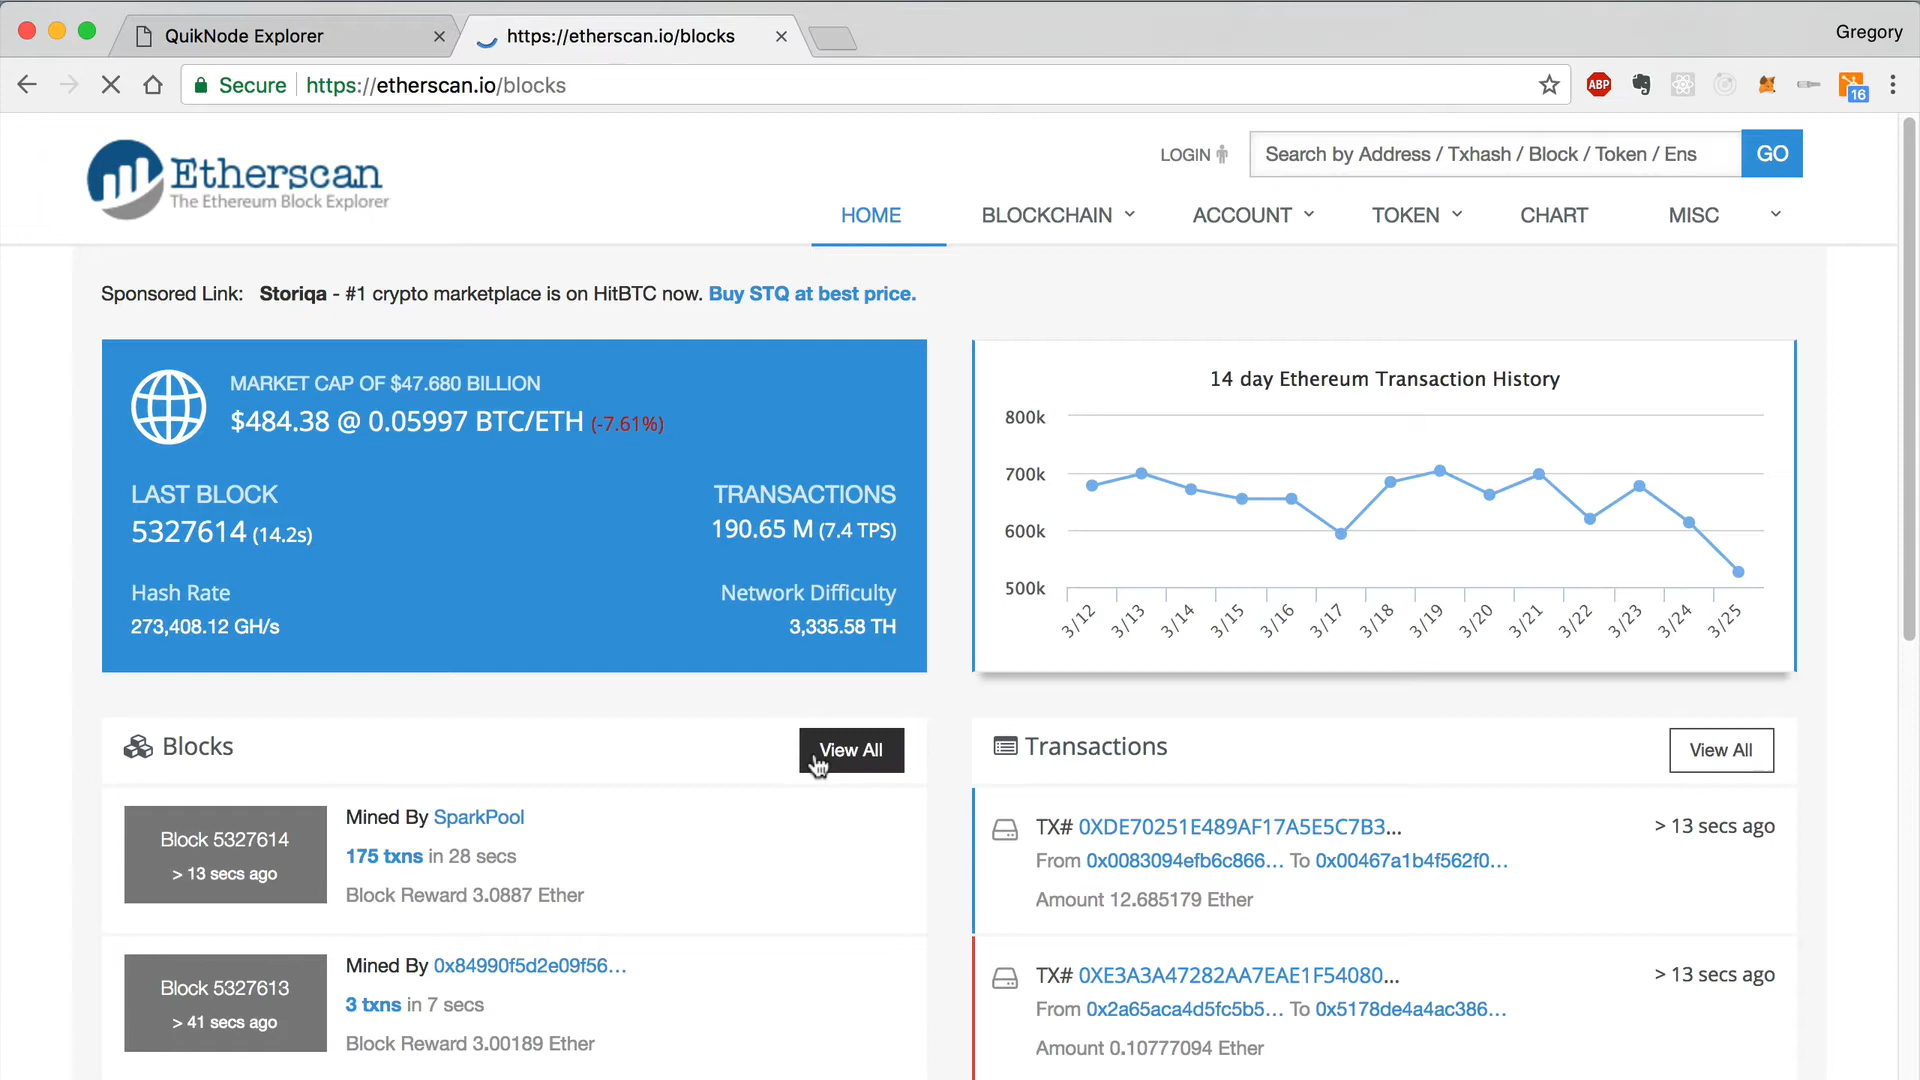 QuikNode Explorer
https://etherscan.io/blocks
Gregory
Secure
https://etherscan.io/blocks
ABP
16
Etherscan
The Ethereum Block Explorer
LOGIN
Search by Address / Txhash / Block / Token / Ens
GO
HOME
BLOCKCHAIN
ACCOUNT
TOKEN
CHART
MISC
Sponsored Link: Storiqa - #1 crypto marketplace is on HitBTC now. Buy STQ at best price.
MARKET CAP OF $47.680 BILLION
$484.38 @ 0.05997 BTC/ETH (-7.61%)
LAST BLOCK
5327614 (14.2s)
TRANSACTIONS
190.65 M (7.4 TPS)
Hash Rate
273,408.12 GH/s
Network Difficulty
3,335.58 TH
14 day Ethereum Transaction History
800k
700k
600k
500k
3/12
3/13
3/14
3/15
3/16
3/17
3/18
3/19
3/20
3/21
3/22
3/23
3/24
3/25
Blocks
View All
Block 5327614
> 13 secs ago
Mined By SparkPool
175 txns in 28 secs
Block Reward 3.0887 Ether
Block 5327613
> 41 secs ago
Mined By 0x84990f5d2e09f56...
3 txns in 7 secs
Block Reward 3.00189 Ether
Transactions
View All
TX# 0XDE70251E489AF17A5E5C7B3...
> 13 secs ago
From 0x0083094efb6c866... To 0x00467a1b4f562f0...
Amount 12.685179 Ether
TX# 0XE3A3A47282AA7EAE1F54080...
> 13 secs ago
From 0x2a65aca4d5fc5b5... To 0x5178de4a4ac386...
Amount 0.10777094 Ether